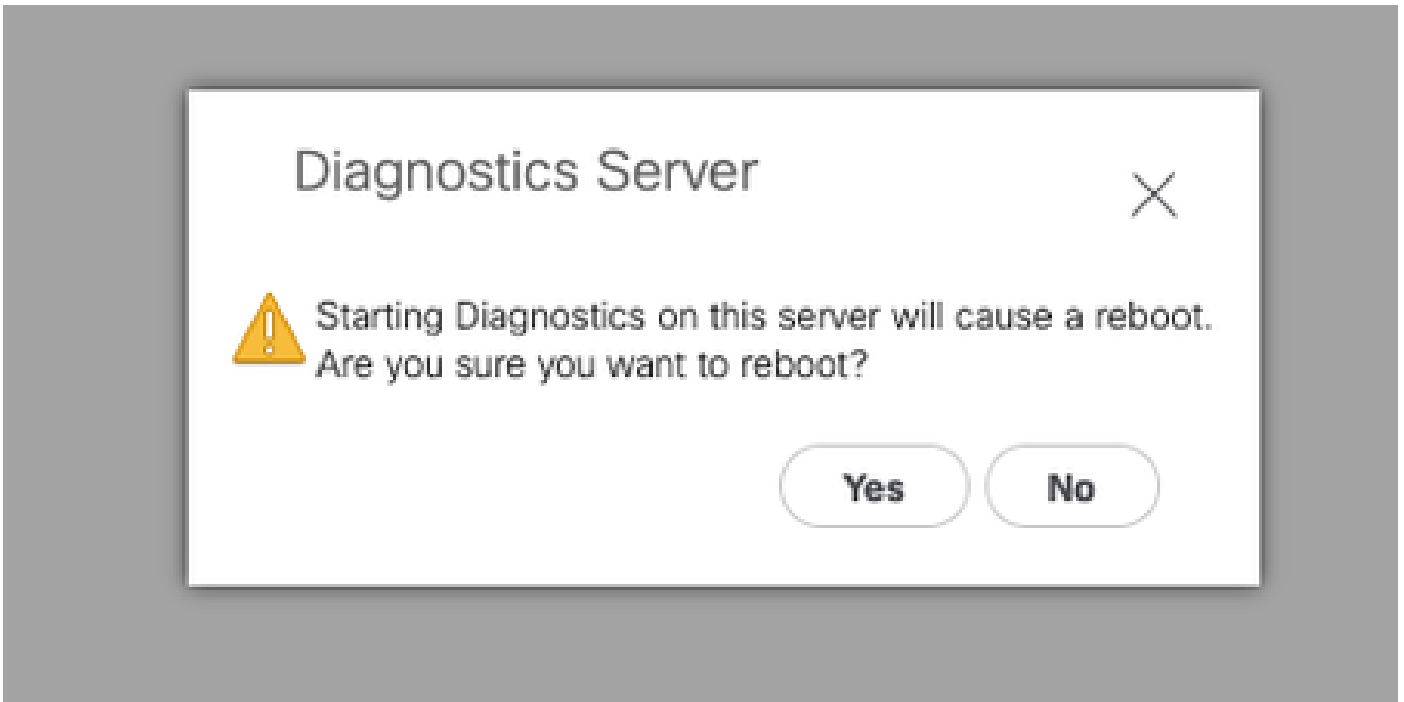 Diagnostics Server
Starting Diagnostics on this server will cause a reboot.
Are you sure you want to reboot?
Yes No